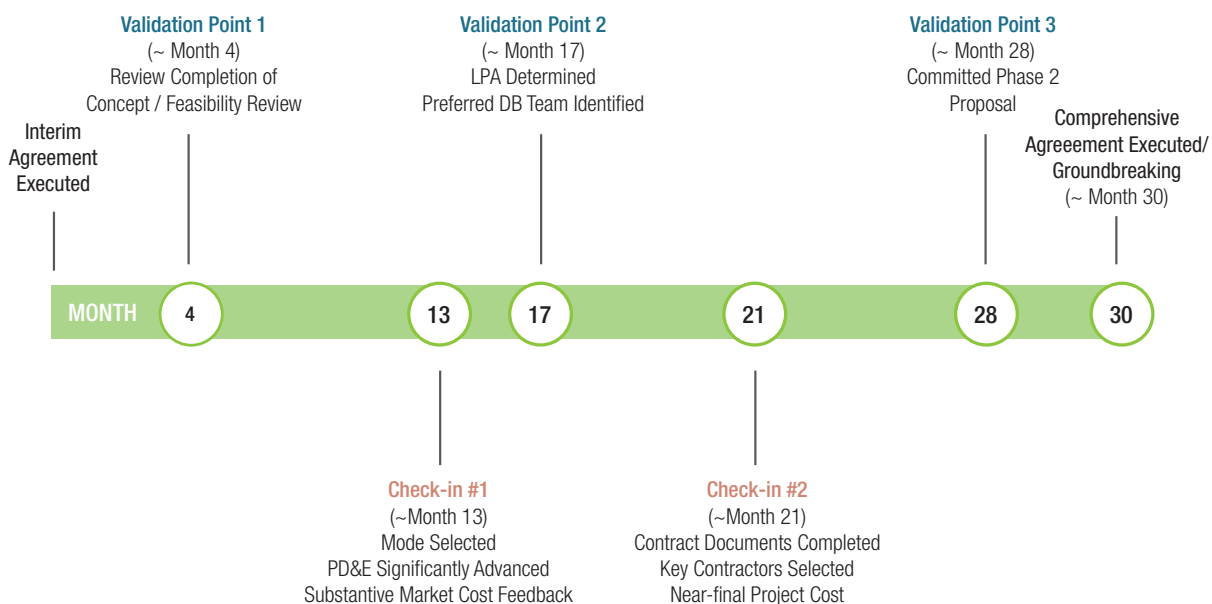 Validation Point 1
(~ Month 4)
Review Completion of
Concept / Feasibility Review
Validation Point 2
(~ Month 17)
LPA Determined
Preferred DB Team Identified
Validation Point 3
(~ Month 28)
Committed Phase 2
Proposal
Interim
Agreement
Executed
Comprehensive
Agreeement Executed/
Groundbreaking
(~ Month 30)
MONTH 4 13 17 21 28 30
Check-in #1
(~Month 13)
Mode Selected
PD&E Significantly Advanced
Substantive Market Cost Feedback
Check-in #2
(~Month 21)
Contract Documents Completed
Key Contractors Selected
Near-final Project Cost